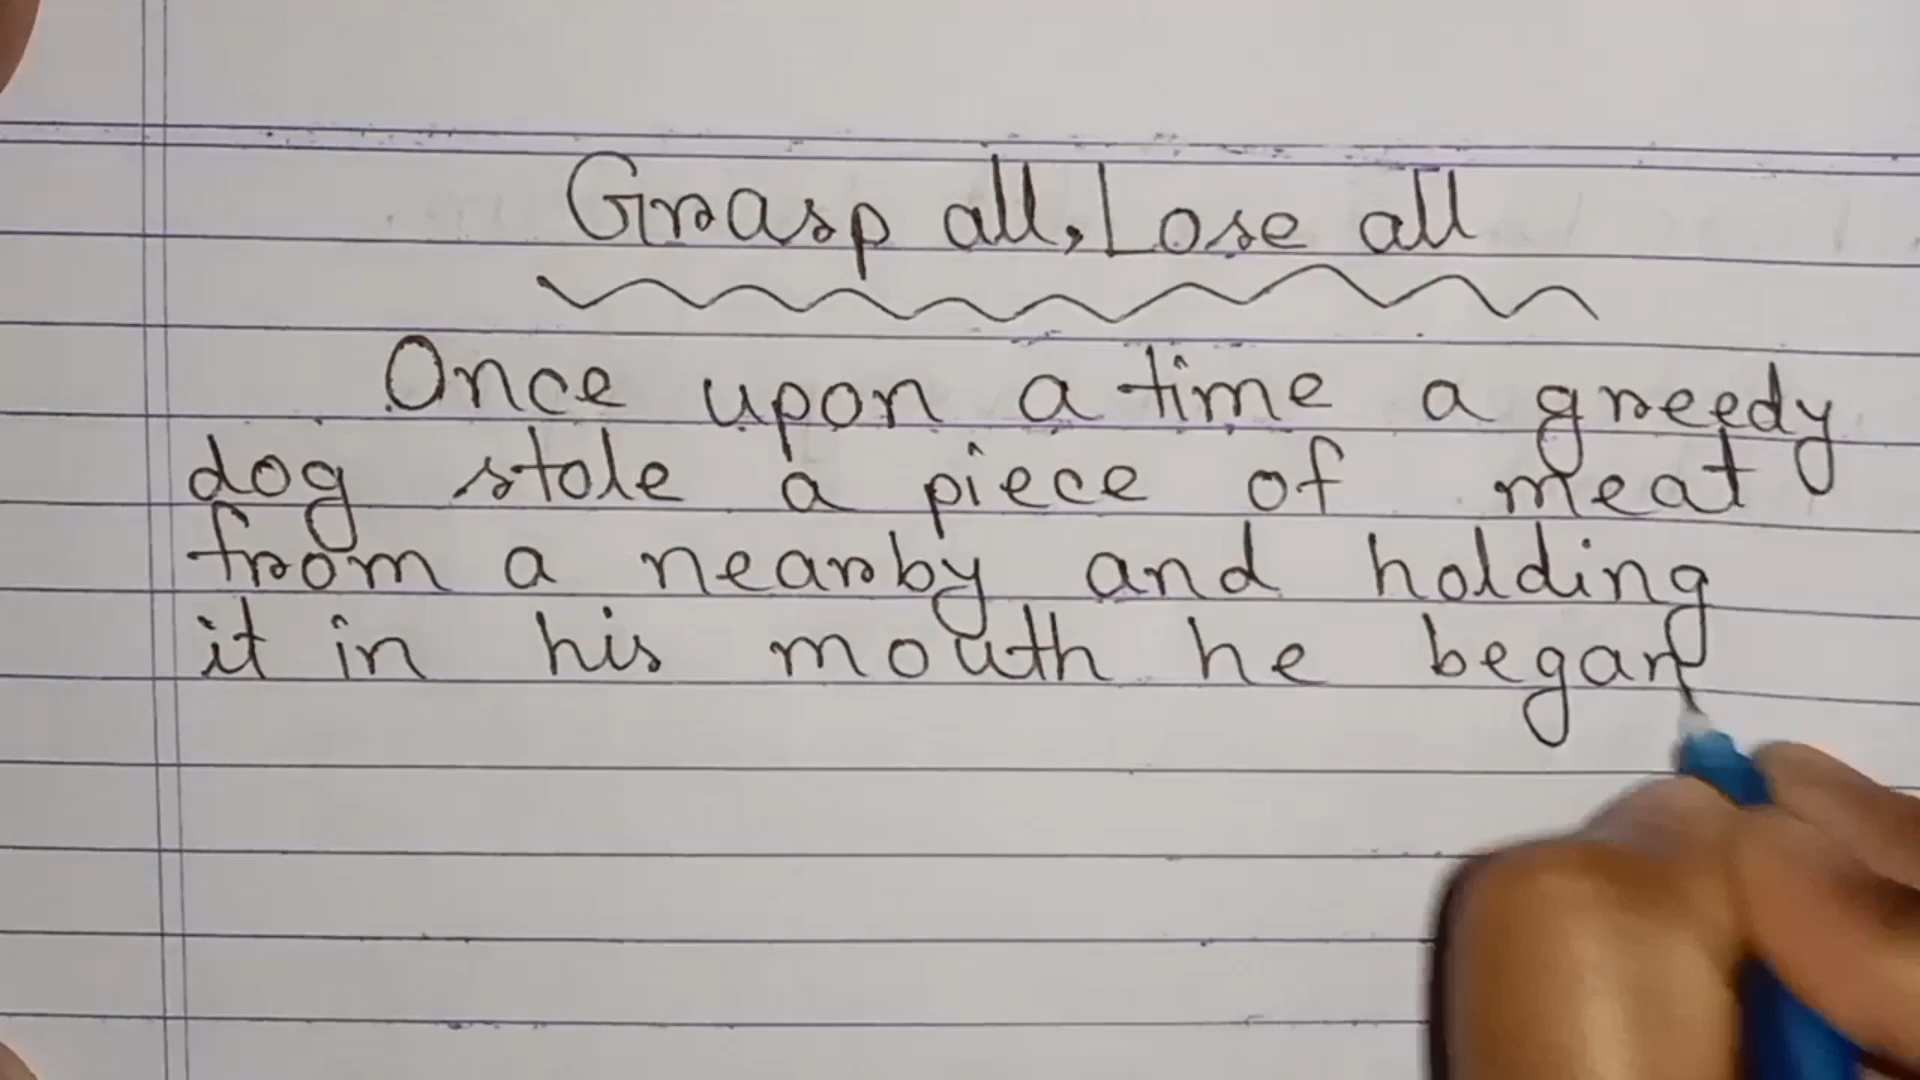 Grasp all, Lose all
Once upon a time a greedy
dog stole a piece of meat
from a nearby and holding
it in his mouth he began